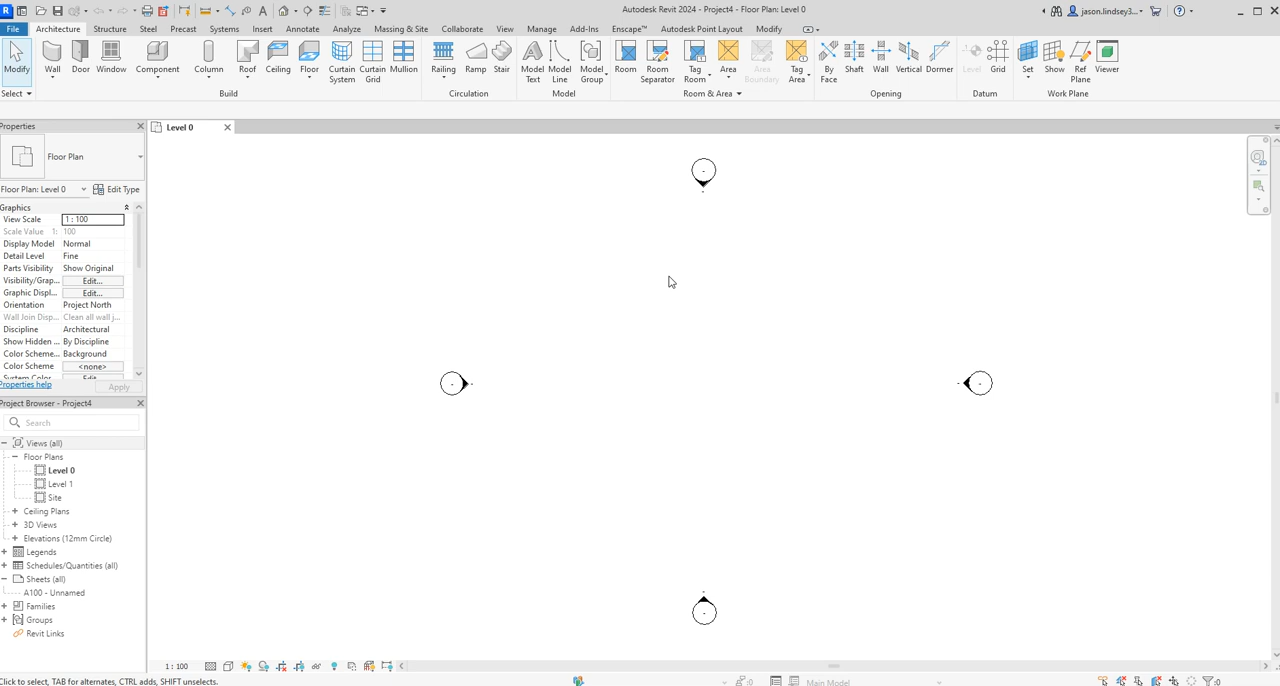 Autodesk Revit 2024 - Project4 - Floor Plan: Level 0
jason.lindsey3...
File Architecture Structure Steel Precast Systems Insert Annotate Analyze Massing & Site Collaborate View Manage Add-Ins Enscape™ Autodesk Point Layout Modify
Modify Wall Door Window Component Column Roof Ceiling Floor Curtain System Curtain Grid Mullion Railing Ramp Stair Model Text Model Line Model Group Room Room Separator Tag Room Area Area Boundary Tag Area By Face Shaft Wall Vertical Dormer Level Grid Set Show Ref Plane Viewer
Select Build Circulation Model Room & Area Opening Datum Work Plane
Properties
Level 0
Floor Plan
Floor Plan: Level 0 Edit Type
Graphics
View Scale 1 : 100
Scale Value 1: 100
Display Model Normal
Detail Level Fine
Parts Visibility Show Original
Visibility/Grap... Edit...
Graphic Displ... Edit...
Orientation Project North
Wall Join Disp... Clean all wall j...
Discipline Architectural
Show Hidden ... By Discipline
Color Scheme... Background
Color Scheme <none>
Properties help Apply
Project Browser - Project4
Search
Views (all)
Floor Plans
Level 0
Level 1
Site
Ceiling Plans
3D Views
Elevations (12mm Circle)
Legends
Schedules/Quantities (all)
Sheets (all)
A100 - Unnamed
Families
Groups
Revit Links
1 : 100
Click to select, TAB for alternates, CTRL adds, SHIFT unselects.
:0
Main Model
:0